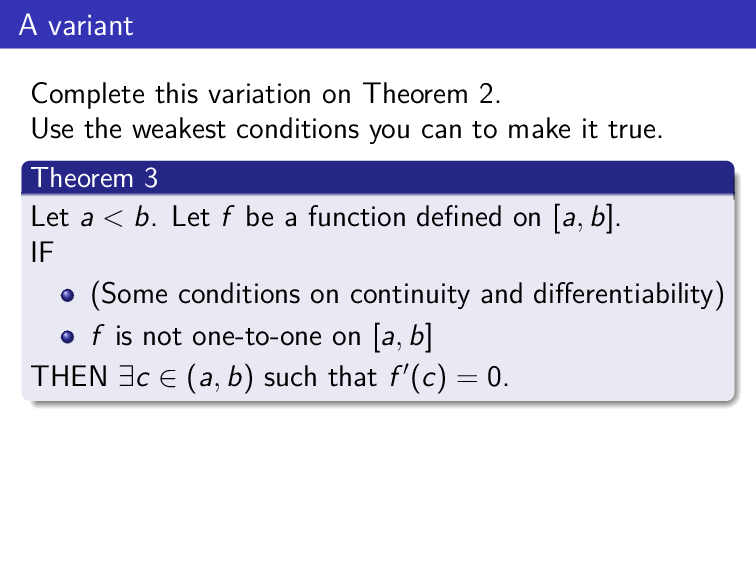 A variant
Complete this variation on Theorem 2.
Use the weakest conditions you can to make it true.
Theorem 3
Let a < b. Let f be a function defined on [a, b].
IF
(Some conditions on continuity and differentiability)
f is not one-to-one on [a, b]
THEN ∃c ∈ (a, b) such that f′(c) = 0.